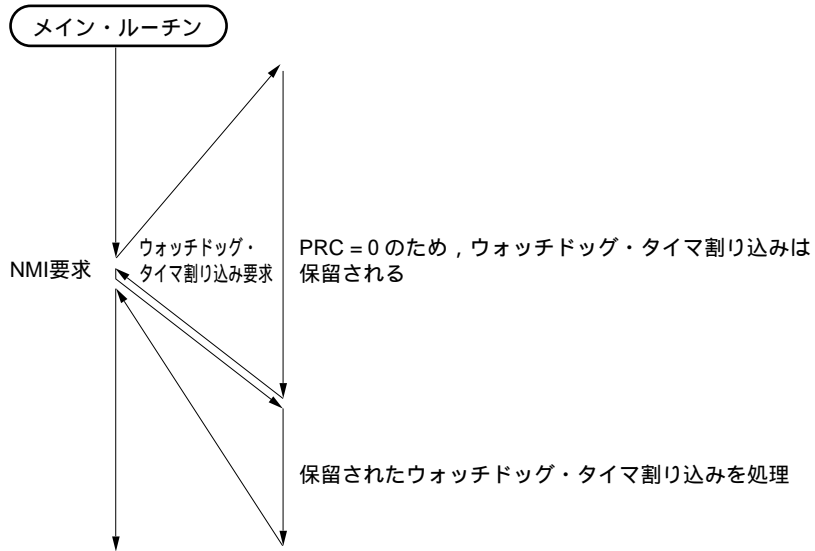 メイン・ルーチン
NMI要求
ウォッチドッグ・
タイマ割り込み要求
PRC = 0 のため，ウォッチドッグ・タイマ割り込みは
保留される
保留されたウォッチドッグ・タイマ割り込みを処理